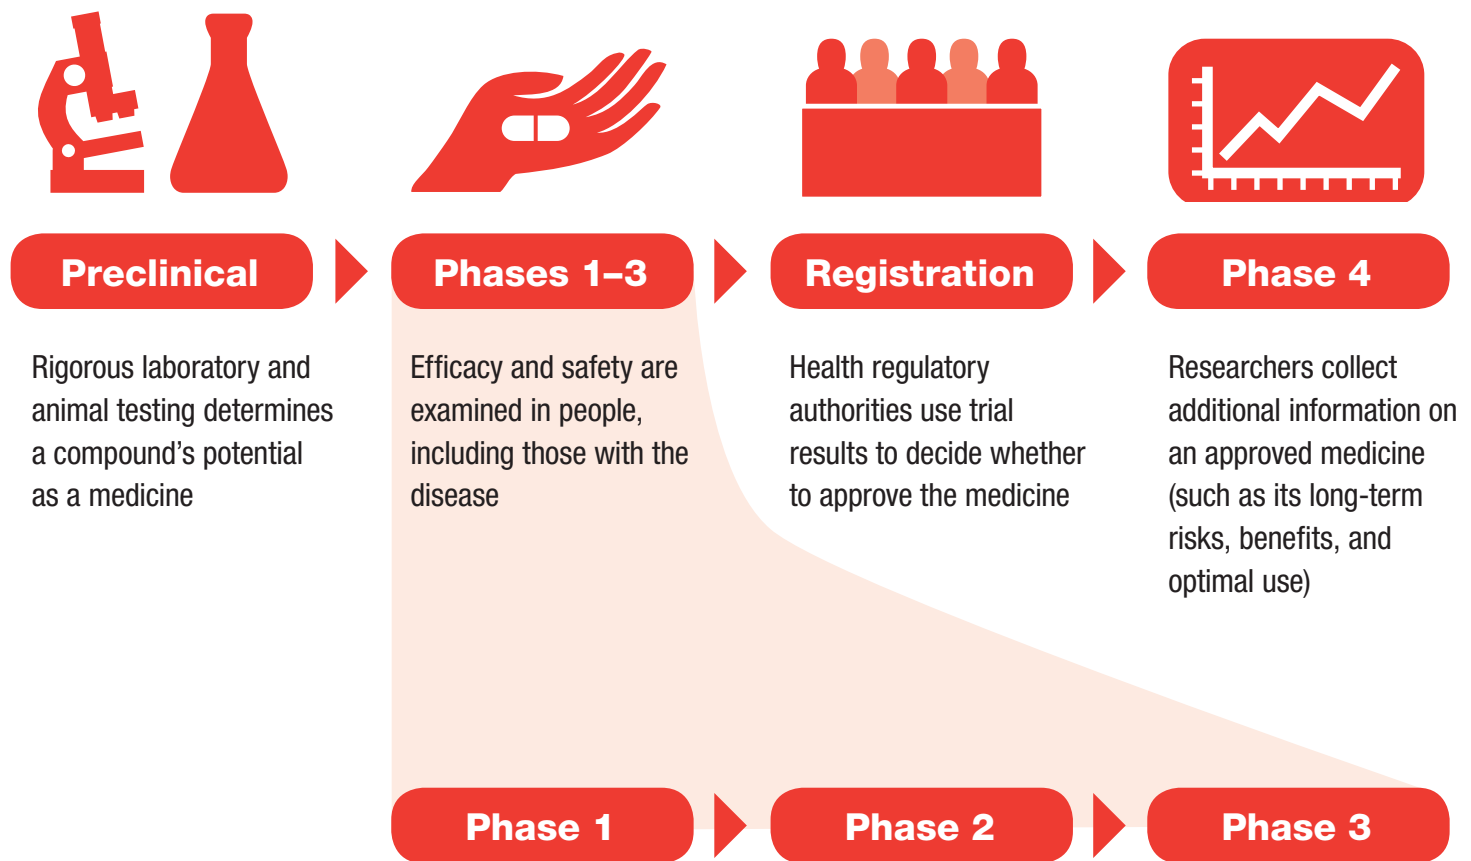 Preclinical
Rigorous laboratory and
animal testing determines
a compound’s potential
as a medicine
Phases 1–3
Efficacy and safety are
examined in people,
including those with the
disease
Registration
Health regulatory
authorities use trial
results to decide whether
to approve the medicine
Phase 4
Researchers collect
additional information on
an approved medicine
(such as its long-term
risks, benefits, and
optimal use)
Phase 1
Phase 2
Phase 3